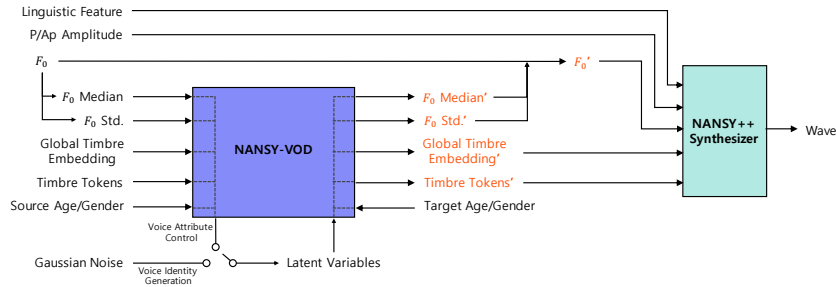 Linguistic Feature
P/Ap Amplitude
F₀
F₀'
F₀ Median
F₀ Median'
F₀ Std.
F₀ Std.'
NANSY-VOD
NANSY++
Synthesizer
Wave
Global Timbre
Embedding
Global Timbre
Embedding'
Timbre Tokens
Timbre Tokens'
Source Age/Gender
Target Age/Gender
Voice Attribute
Control
Gaussian Noise
Voice Identity
Generation
Latent Variables